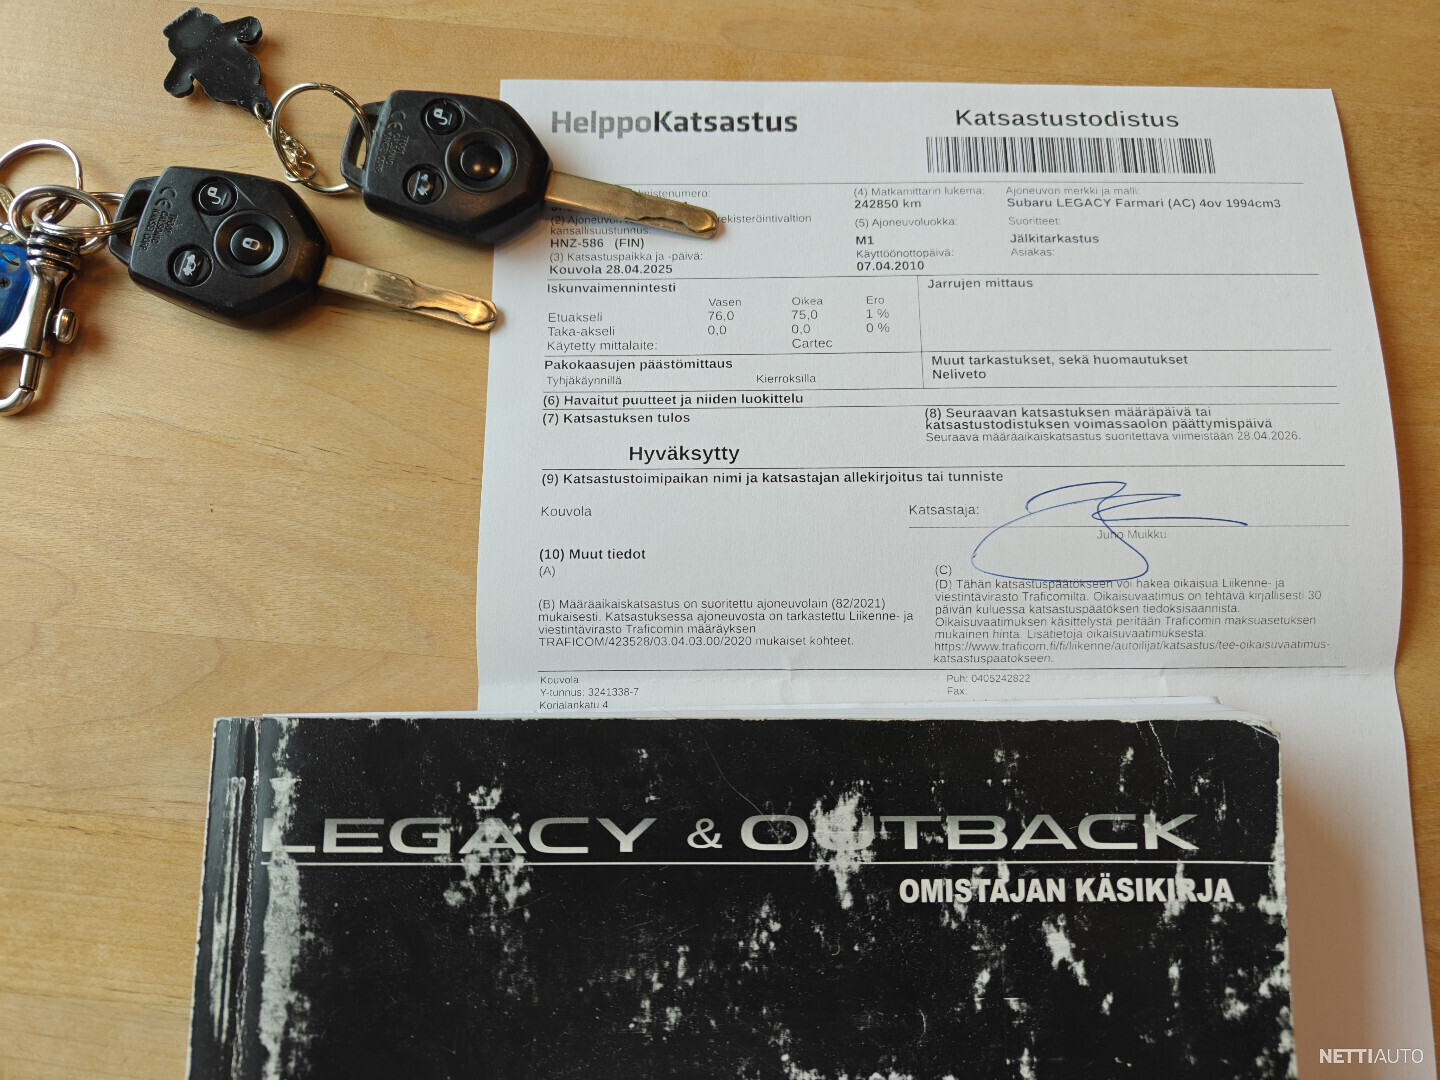 HelppoKatsastus
Katsastustodistus
(4) Matkamittarin lukema:
242850 km
Ajoneuvon merkki ja malli:
Subaru LEGACY Farmari (AC) 4ov 1994cm3
(2) Ajoneuvon rekisteröintivaltion
kansallisuustunnus:
HNZ-586 (FIN)
(5) Ajoneuvoluokka:
M1
Suoritteet:
Jälkitarkastus
(3) Katsastuspaikka ja -päivä:
Kouvola 28.04.2025
Käyttöönottopäivä:
07.04.2010
Asiakas:
Iskunvaimennintesti
Vasen Oikea Ero
Etuakseli 76,0 75,0 1 %
Taka-akseli 0,0 0,0 0 %
Käytetty mittalaite: Cartec
Jarrujen mittaus
Pakokaasujen päästömittaus
Tyhjäkäynnillä Kierroksilla
Muut tarkastukset, sekä huomautukset
Neliveto
(6) Havaitut puutteet ja niiden luokittelu
(7) Katsastuksen tulos
Hyväksytty
(8) Seuraavan katsastuksen määräpäivä tai
katsastustodistuksen voimassaolon päättymispäivä
Seuraava määräaikaiskatsastus suoritettava viimeistään 28.04.2026.
(9) Katsastustoimipaikan nimi ja katsastajan allekirjoitus tai tunniste
Kouvola
Katsastaja:
Juho Muikku
(10) Muut tiedot
(A)
(B) Määräaikaiskatsastus on suoritettu ajoneuvolain (82/2021)
mukaisesti. Katsastuksessa ajoneuvosta on tarkastettu Liikenne- ja
viestintävirasto Traficomin määräyksen
TRAFICOM/423528/03.04.03.00/2020 mukaiset kohteet.
(C)
(D) Tähän katsastuspäätökseen voi hakea oikaisua Liikenne- ja
viestintävirasto Traficomilta. Oikaisuvaatimus on tehtävä kirjallisesti 30
päivän kuluessa katsastuspäätöksen tiedoksisaannista.
Oikaisuvaatimuksen käsittelystä peritään Traficomin maksuasetuksen
mukainen hinta. Lisätietoja oikaisuvaatimuksesta:
https://www.traficom.fi/fi/liikenne/autoilijat/katsastus/tee-oikaisuvaatimus-
katsastuspaatokseen.
Kouvola
Y-tunnus: 3241338-7
Korjalankatu 4
Puh: 0405242822
Fax:
LEGACY & OUTBACK
OMISTAJAN KÄSIKIRJA
NETTIAUTO